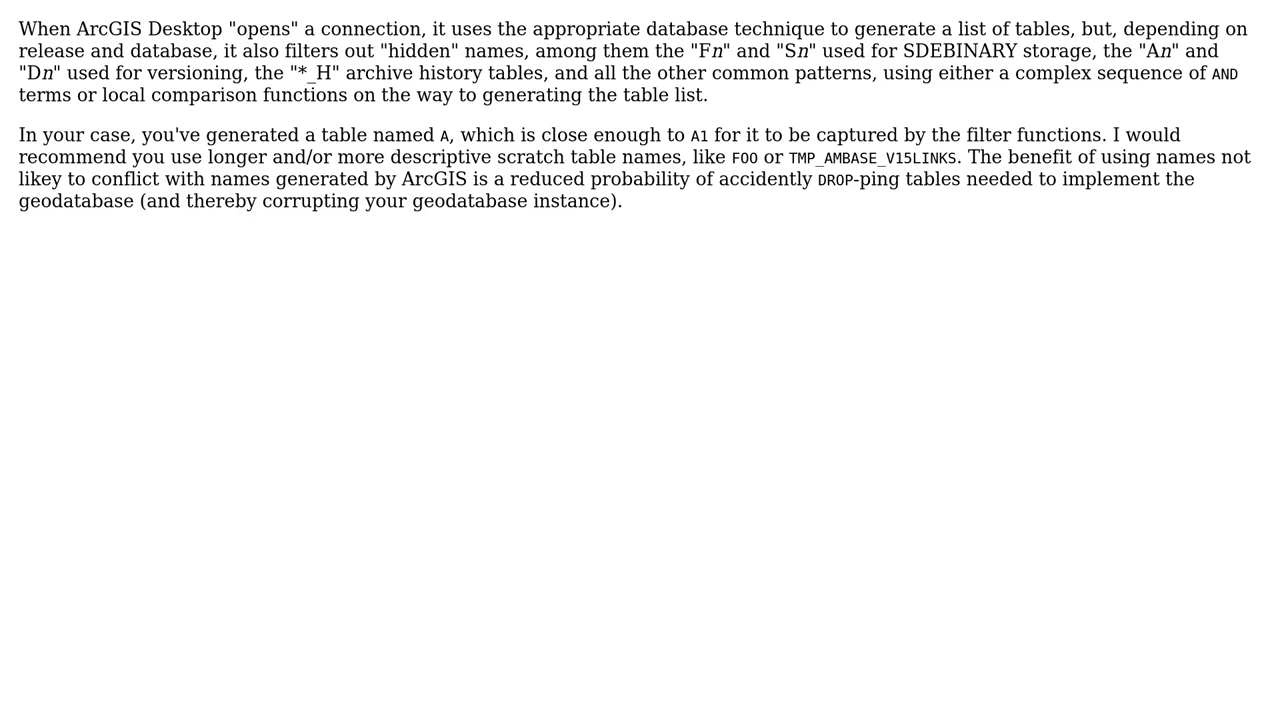 When ArcGIS Desktop "opens" a connection, it uses the appropriate database technique to generate a list of tables, but, depending on
release and database, it also filters out "hidden" names, among them the "Fn" and "Sn" used for SDEBINARY storage, the "An" and
"Dn" used for versioning, the "*_H" archive history tables, and all the other common patterns, using either a complex sequence of AND
terms or local comparison functions on the way to generating the table list.
In your case, you've generated a table named A, which is close enough to A1 for it to be captured by the filter functions. I would
recommend you use longer and/or more descriptive scratch table names, like FOO or TMP_AMBASE_V15LINKS. The benefit of using names not
likely to conflict with names generated by ArcGIS is a reduced probability of accidently DROP-ping tables needed to implement the
geodatabase (and thereby corrupting your geodatabase instance).